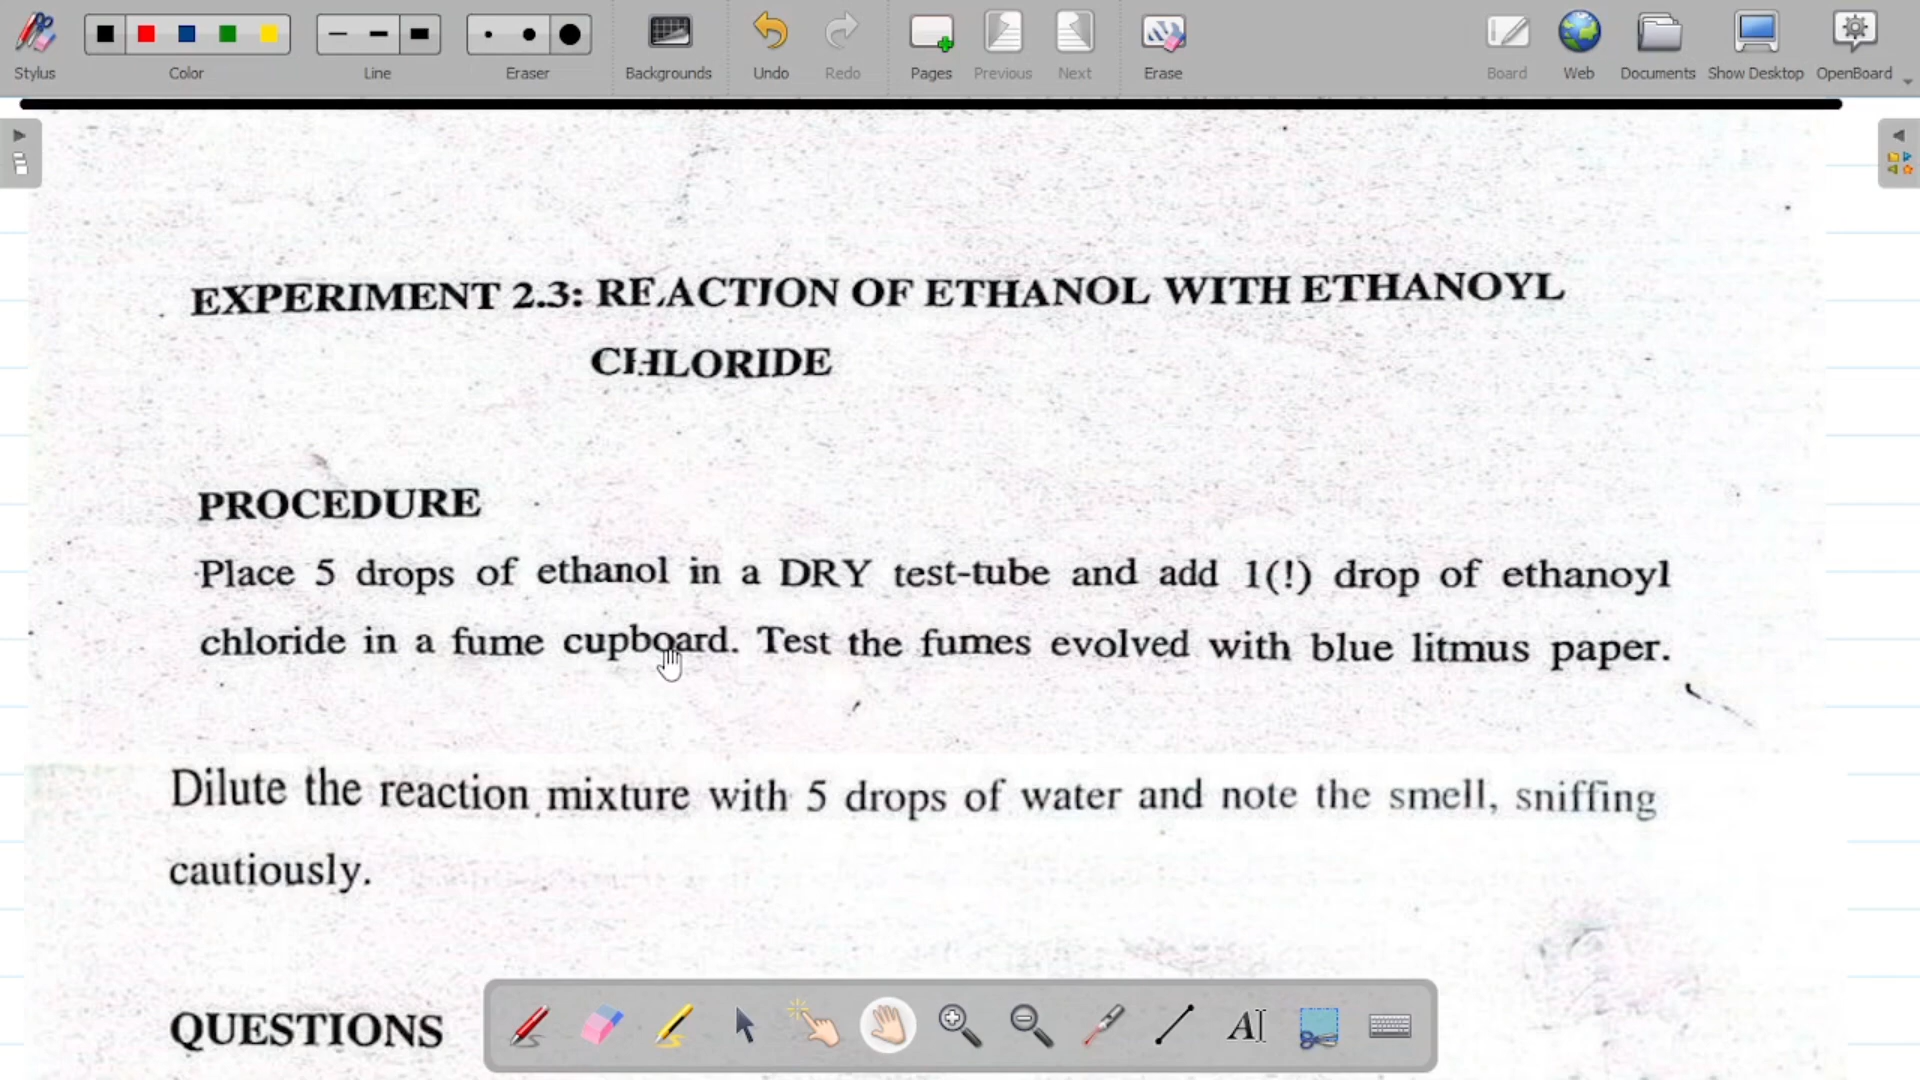 Stylus Color Line Eraser Backgrounds Undo Redo Pages Previous Next Erase Board Web Documents Show Desktop OpenBoard
EXPERIMENT 2.3: REACTION OF ETHANOL WITH ETHANOYL
CHLORIDE
PROCEDURE
Place 5 drops of ethanol in a DRY test-tube and add 1(!) drop of ethanoyl
chloride in a fume cupboard. Test the fumes evolved with blue litmus paper.
Dilute the reaction mixture with 5 drops of water and note the smell, sniffing
cautiously.
QUESTIONS